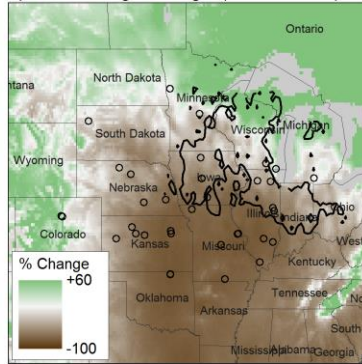 Ontario
North Dakota
Minnesota
ntana
South Dakota
Wisconsin
Michigan
Wyoming
Iowa
Nebraska
Illinois
Indiana
Ohio
Colorado
West
Kansas
Missouri
Kentucky
% Change
+60
Tennessee
No
Oklahoma
Arkansas
South
-100
Mississippi
Alabama
Georgia